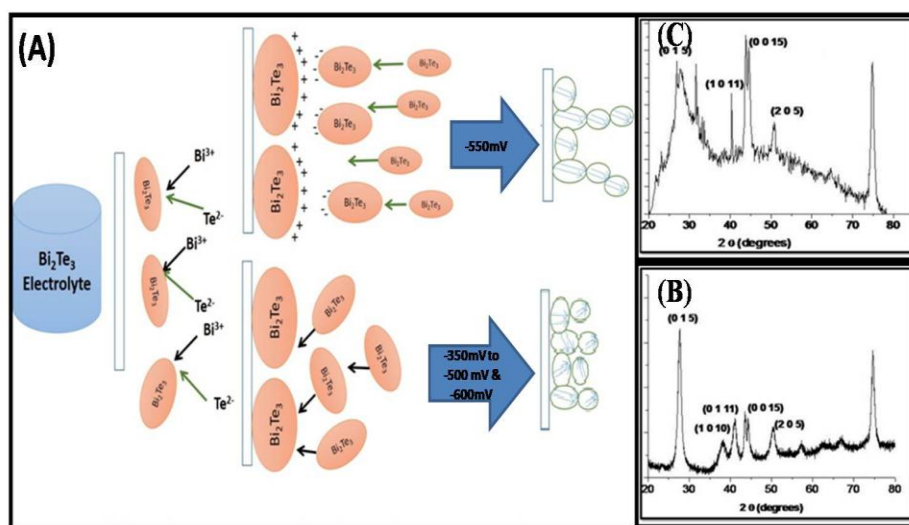 (A)
Bi₂Te₃
Electrolyte
Bi₂Te₃
Bi³⁺
Te²⁻
Bi₂Te₃
Bi³⁺
Te²⁻
Bi₂Te₃
Bi³⁺
Te²⁻
Bi₂Te₃
Bi₂Te₃
+ + + + + + + + + + + + + +
- - - - - - - - - - -
Bi₂Te₃
Bi₂Te₃
Bi₂Te₃
Bi₂Te₃
Bi₂Te₃
Bi₂Te₃
Bi₂Te₃
-550mV
Bi₂Te₃
Bi₂Te₃
Bi₂Te₃
Bi₂Te₃
Bi₂Te₃
Bi₂Te₃
-350mV to
-500 mV &
-600mV
(C)
(0 1 5)
(1 0 11)
(0 0 15)
(2 0 5)
20 30 40 50 60 70 80
2 θ (degrees)
(B)
(0 1 5)
(1 0 10)
(0 1 11)
(0 0 15)
(2 0 5)
20 30 40 50 60 70 80
2 θ (degrees)